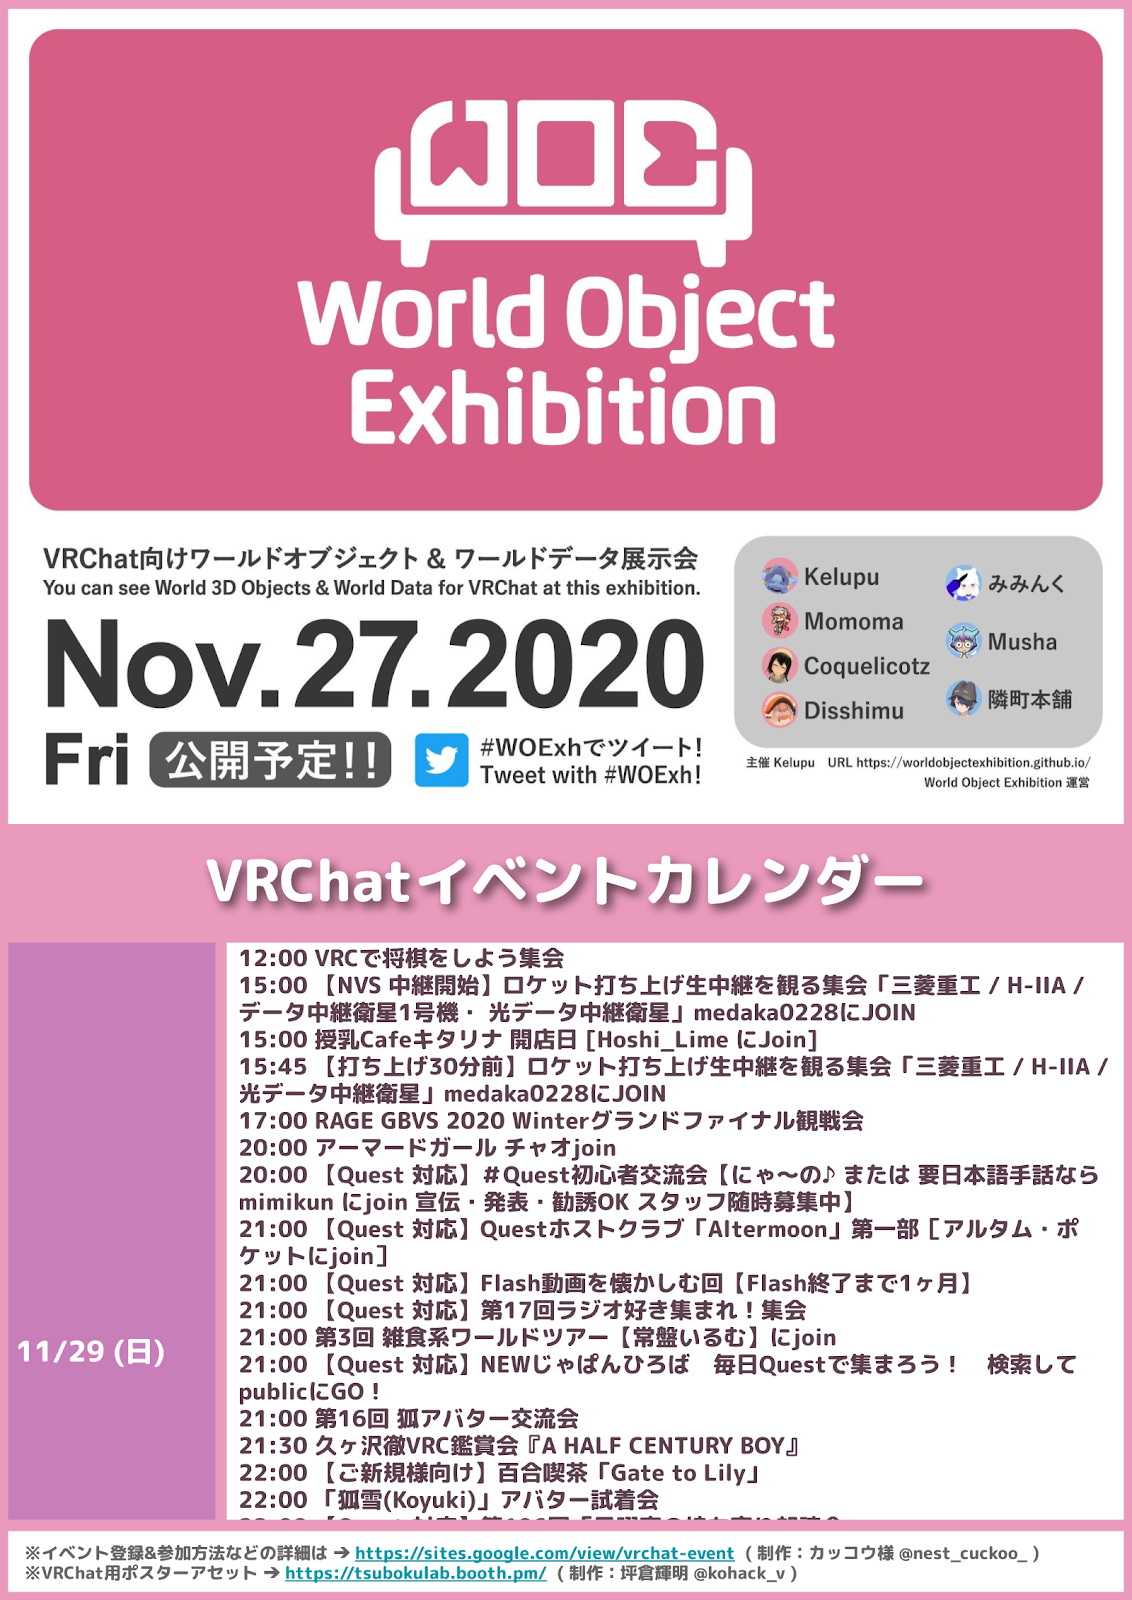 WOE
World Object
Exhibition
VRChat向けワールドオブジェクト & ワールドデータ展示会
You can see World 3D Objects & World Data for VRChat at this exhibition.
Nov.27.2020
Fri 公開予定!!
#WOExhでツイート!
Tweet with #WOExh!
Kelupu
Momoma
Coquelicotz
Disshimu
みみんく
Musha
隣町本舗
主催 Kelupu URL https://worldobjectexhibition.github.io/
World Object Exhibition 運営
VRChatイベントカレンダー
11/29 (日)
12:00 VRCで将棋をしよう集会
15:00 【NVS 中継開始】ロケット打ち上げ生中継を観る集会「三菱重工 / H-IIA /
データ中継衛星1号機・ 光データ中継衛星」medaka0228にJOIN
15:00 授乳Cafeキタリナ 開店日 [Hoshi_Lime にJoin]
15:45 【打ち上げ30分前】ロケット打ち上げ生中継を観る集会「三菱重工 / H-IIA /
光データ中継衛星」medaka0228にJOIN
17:00 RAGE GBVS 2020 Winterグランドファイナル観戦会
20:00 アーマードガール チャオjoin
20:00 【Quest 対応】＃Quest初心者交流会【にゃ～の♪ または 要日本語手話なら
mimikun にjoin 宣伝・発表・勧誘OK スタッフ随時募集中】
21:00 【Quest 対応】Questホストクラブ「Altermoon」第一部［アルタム・ポ
ケットにjoin］
21:00 【Quest 対応】Flash動画を懐かしむ回【Flash終了まで1ヶ月】
21:00 【Quest 対応】第17回ラジオ好き集まれ！集会
21:00 第3回 雑食系ワールドツアー【常盤いるむ】にjoin
21:00 【Quest 対応】NEWじゃぱんひろば　毎日Questで集まろう！　検索して
publicにGO！
21:00 第16回 狐アバター交流会
21:30 久ヶ沢徹VRC鑑賞会『A HALF CENTURY BOY』
22:00 【ご新規様向け】百合喫茶「Gate to Lily」
22:00 「狐雪(Koyuki)」アバター試着会
※イベント登録&参加方法などの詳細は ➔ https://sites.google.com/view/vrchat-event ( 制作：カッコウ様 @nest_cuckoo_ )
※VRChat用ポスターアセット ➔ https://tsubokulab.booth.pm/ ( 制作：坪倉輝明 @kohack_v )